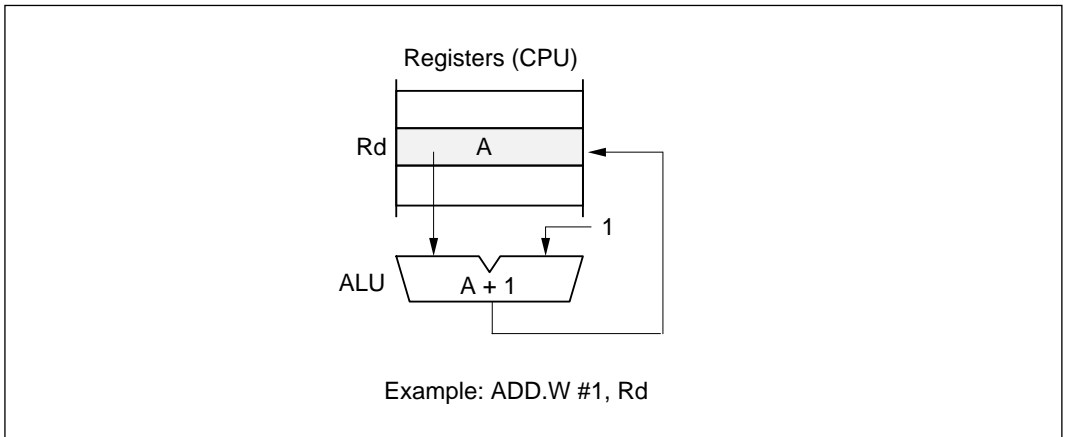 Registers (CPU)
Rd
A
1
ALU
A + 1
Example: ADD.W #1, Rd